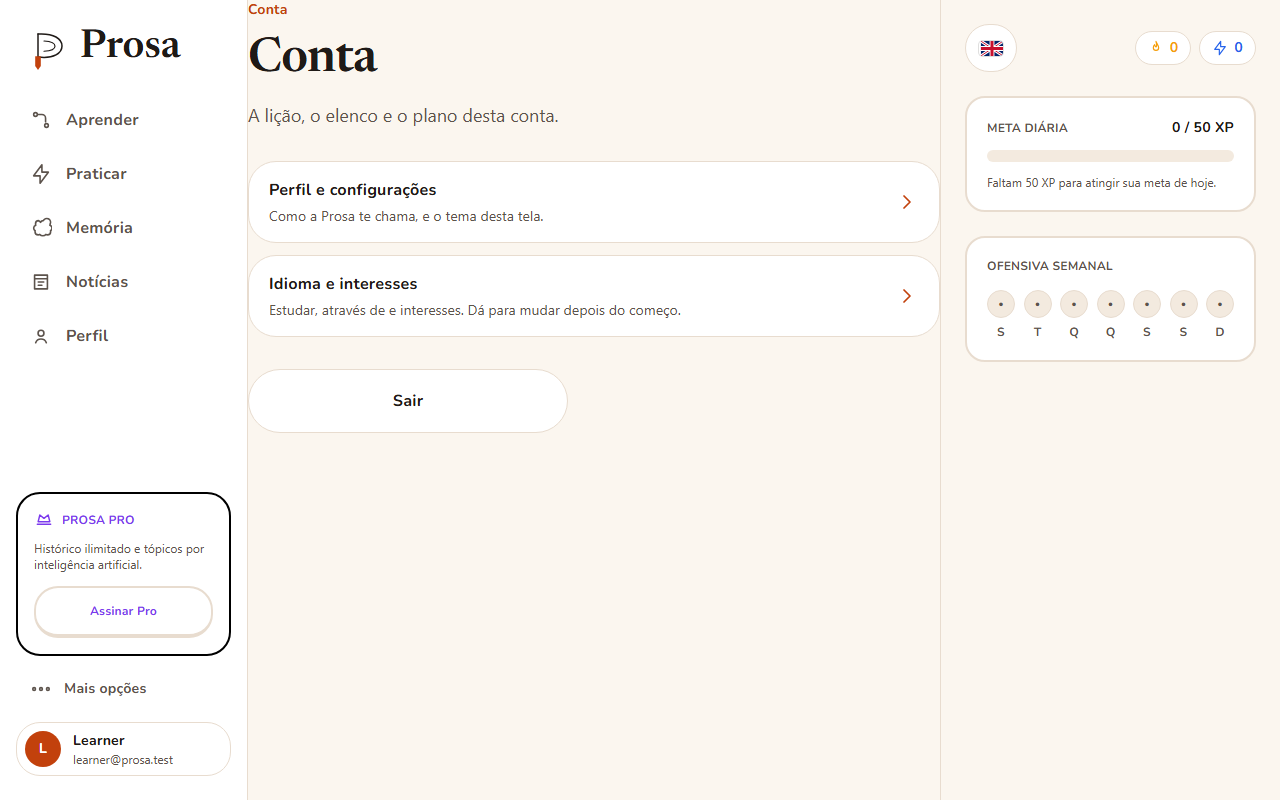 Prosa
Aprender
Praticar
Memória
Notícias
Perfil
PROSA PRO
Histórico ilimitado e tópicos por
inteligência artificial.
Assinar Pro
Mais opções
L
Learner
learner@prosa.test
Conta
Conta
A lição, o elenco e o plano desta conta.
Perfil e configurações
Como a Prosa te chama, e o tema desta tela.
Idioma e interesses
Estudar, através de e interesses. Dá para mudar depois do começo.
Sair
0
0
META DIÁRIA
0 / 50 XP
Faltam 50 XP para atingir sua meta de hoje.
OFENSIVA SEMANAL
S T Q Q S S D